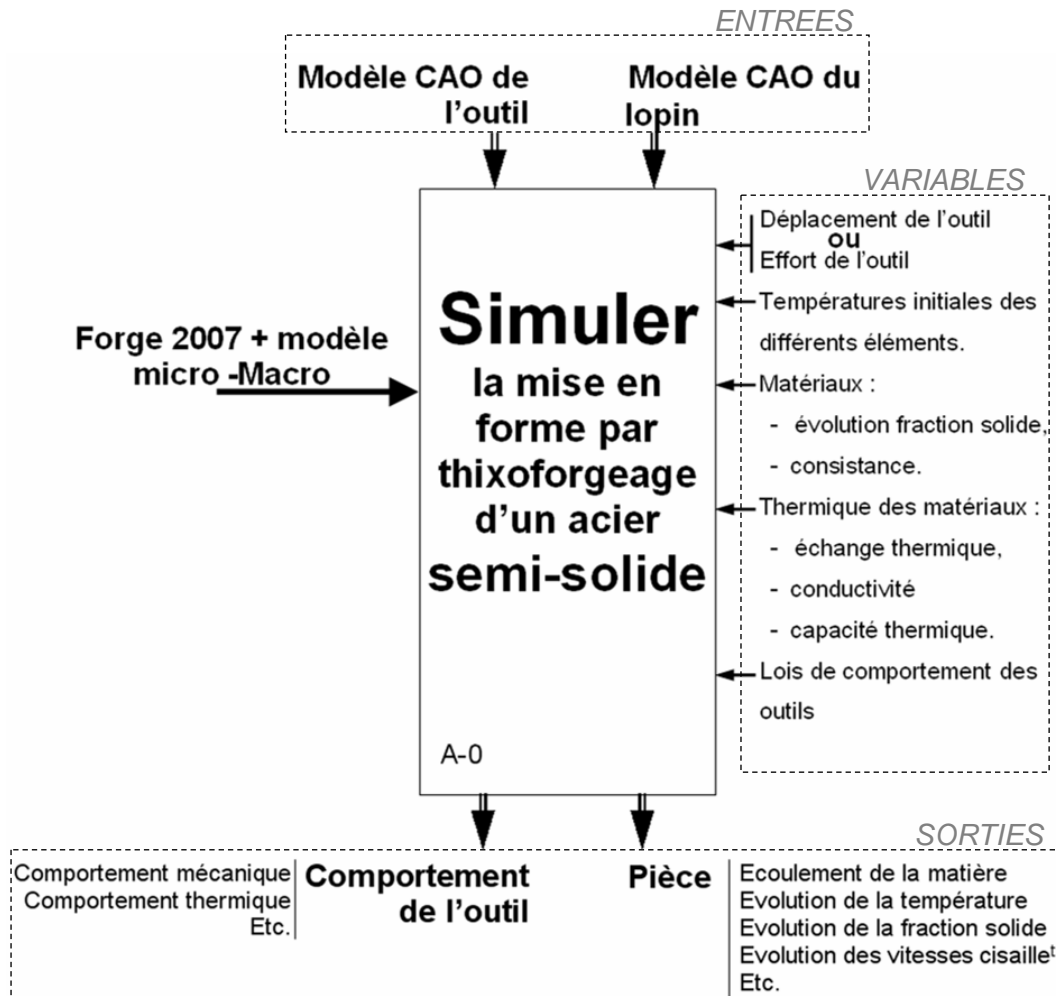 ENTREES
Modèle CAO de
l'outil
Modèle CAO du
lopin
VARIABLES
Déplacement de l'outil
ou
Effort de l'outil
Températures initiales des
différents éléments.
Matériaux :
- évolution fraction solide,
- consistance.
Thermique des matériaux :
- échange thermique,
- conductivité
- capacité thermique.
Lois de comportement des
outils
Forge 2007 + modèle
micro -Macro
Simuler
la mise en
forme par
thixoforgeage
d'un acier
semi-solide
A-0
SORTIES
Comportement mécanique
Comportement thermique
Etc.
Comportement
de l'outil
Pièce
Ecoulement de la matière
Evolution de la température
Evolution de la fraction solide
Evolution des vitesses cisailleᵗ
Etc.